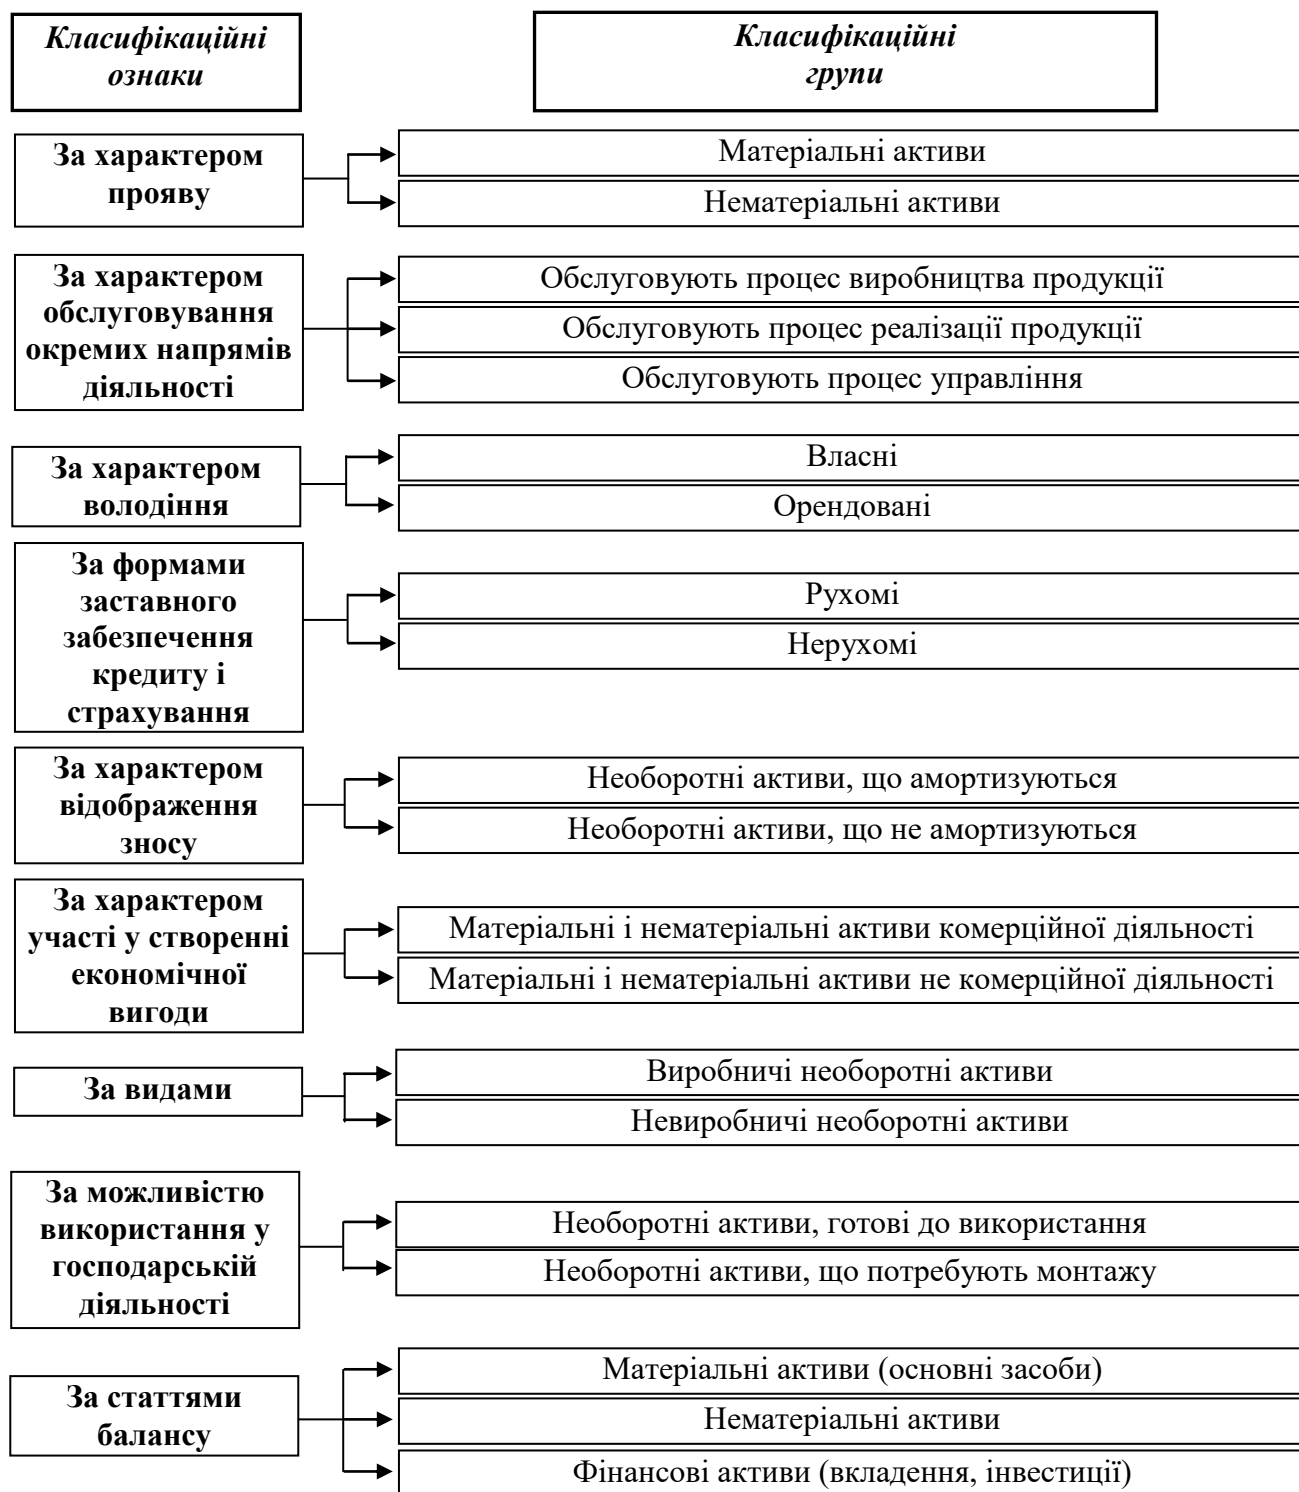 Класифікаційні
ознаки
Класифікаційні
групи
За характером
прояву
Матеріальні активи
Нематеріальні активи
За характером
обслуговування
окремих напрямів
діяльності
Обслуговують процес виробництва продукції
Обслуговують процес реалізації продукції
Обслуговують процес управління
За характером
володіння
Власні
Орендовані
За формами
заставного
забезпечення
кредиту і
страхування
Рухомі
Нерухомі
За характером
відображення
зносу
Необоротні активи, що амортизуються
Необоротні активи, що не амортизуються
За характером
участі у створенні
економічної
вигоди
Матеріальні і нематеріальні активи комерційної діяльності
Матеріальні і нематеріальні активи не комерційної діяльності
За видами
Виробничі необоротні активи
Невиробничі необоротні активи
За можливістю
використання у
господарській
діяльності
Необоротні активи, готові до використання
Необоротні активи, що потребують монтажу
За статтями
балансу
Матеріальні активи (основні засоби)
Нематеріальні активи
Фінансові активи (вкладення, інвестиції)